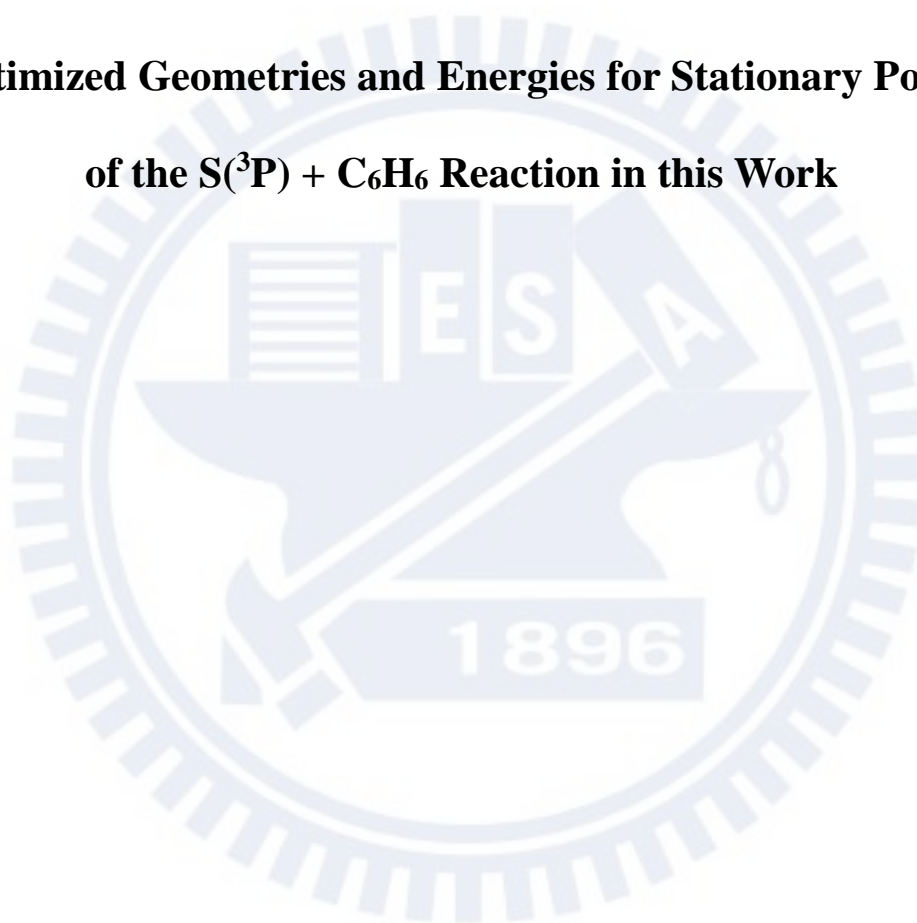 timized Geometries and Energies for Stationary Po
of the S(³P) + C₆H₆ Reaction in this Work
E S A
1896